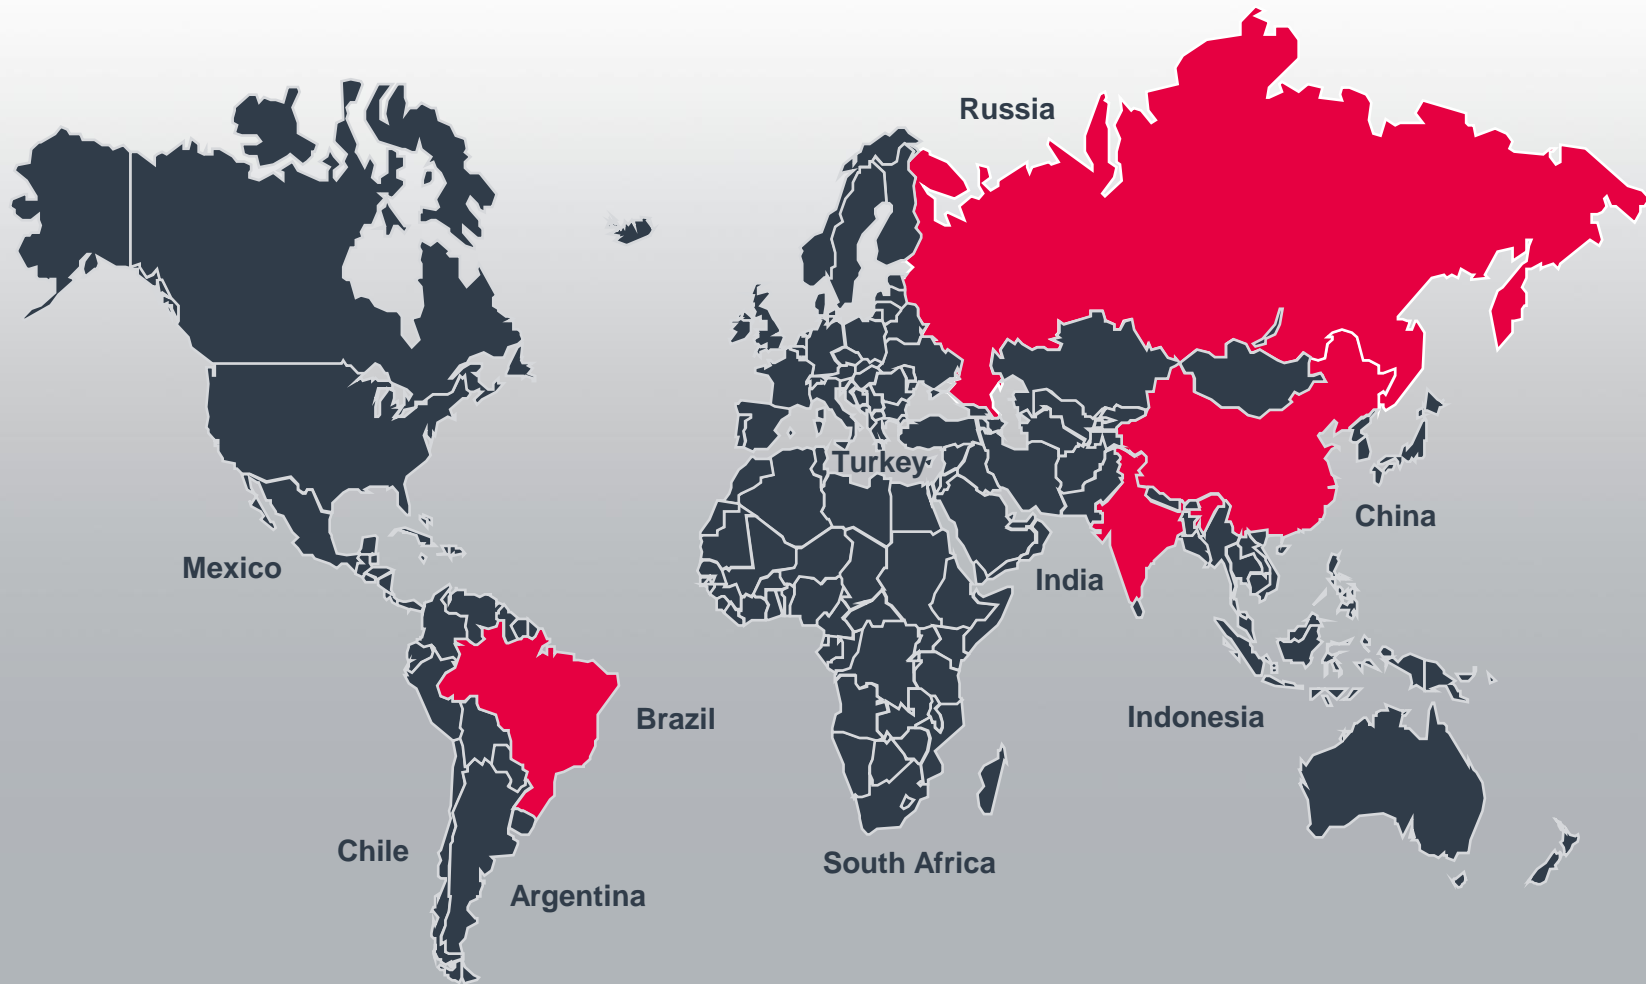 Russia
Turkey
China
Mexico
India
Brazil
Indonesia
Chile
South Africa
Argentina